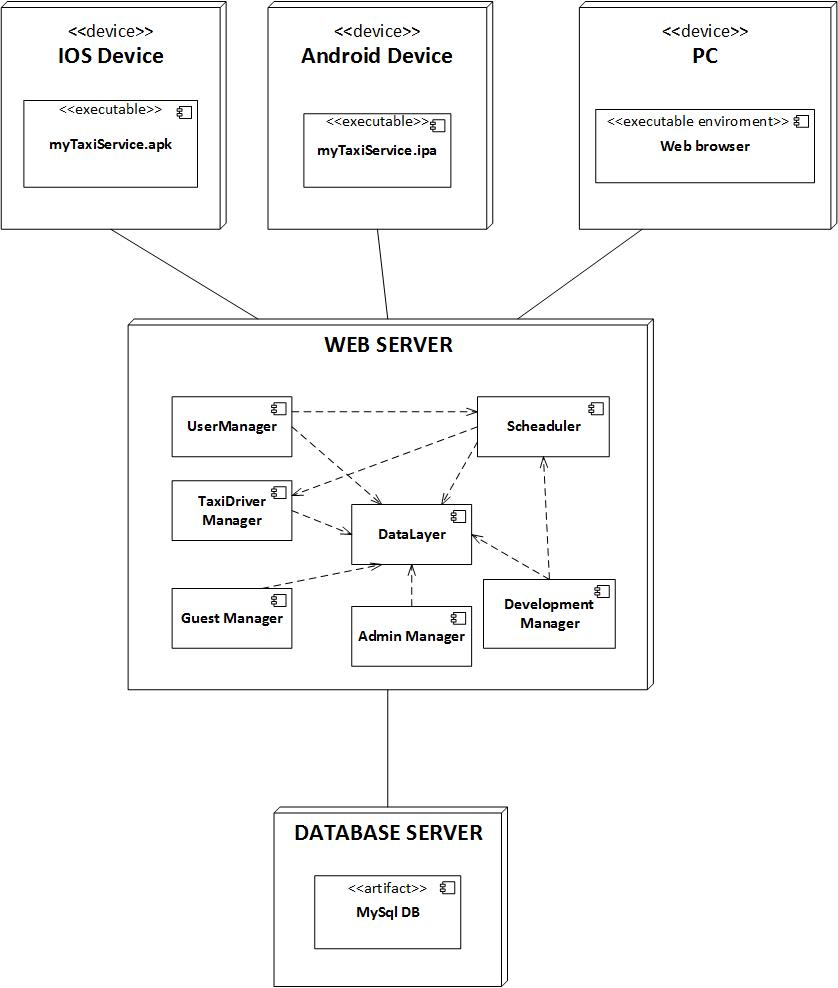 <<device>>
IOS Device
<<executable>>
myTaxiService.apk
<<device>>
Android Device
<<executable>>
myTaxiService.ipa
<<device>>
PC
<<executable enviroment>>
Web browser
WEB SERVER
UserManager
Scheaduler
TaxiDriver
Manager
DataLayer
Guest Manager
Admin Manager
Development
Manager
DATABASE SERVER
<<artifact>>
MySql DB